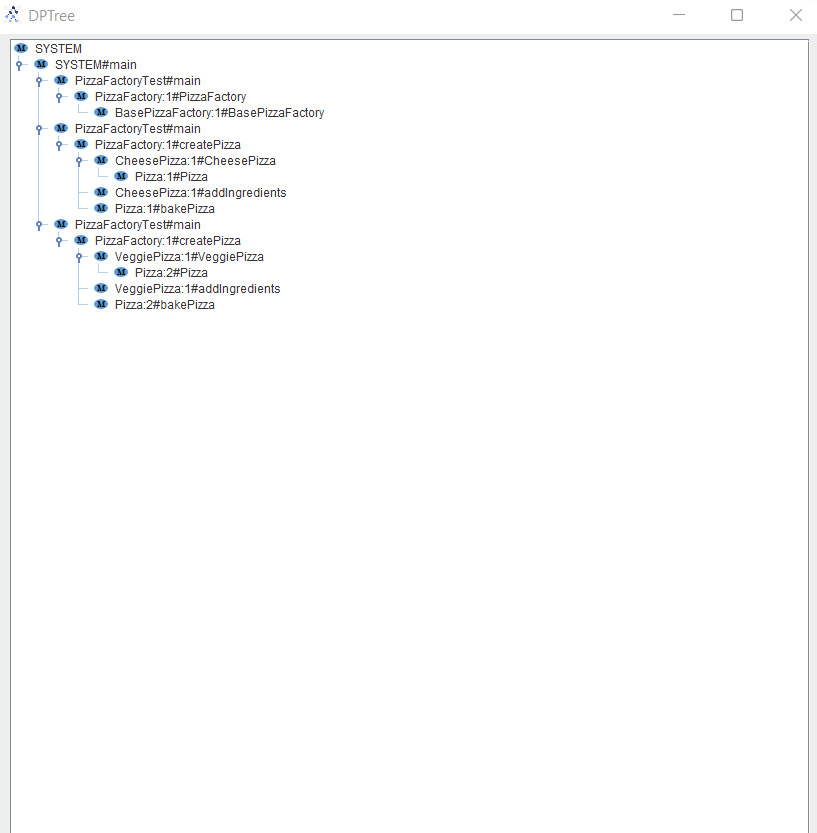 DPTree
SYSTEM
SYSTEM#main
PizzaFactoryTest#main
PizzaFactory:1#PizzaFactory
BasePizzaFactory:1#BasePizzaFactory
PizzaFactoryTest#main
PizzaFactory:1#createPizza
CheesePizza:1#CheesePizza
Pizza:1#Pizza
CheesePizza:1#addIngredients
Pizza:1#bakePizza
PizzaFactoryTest#main
PizzaFactory:1#createPizza
VeggiePizza:1#VeggiePizza
Pizza:2#Pizza
VeggiePizza:1#addIngredients
Pizza:2#bakePizza